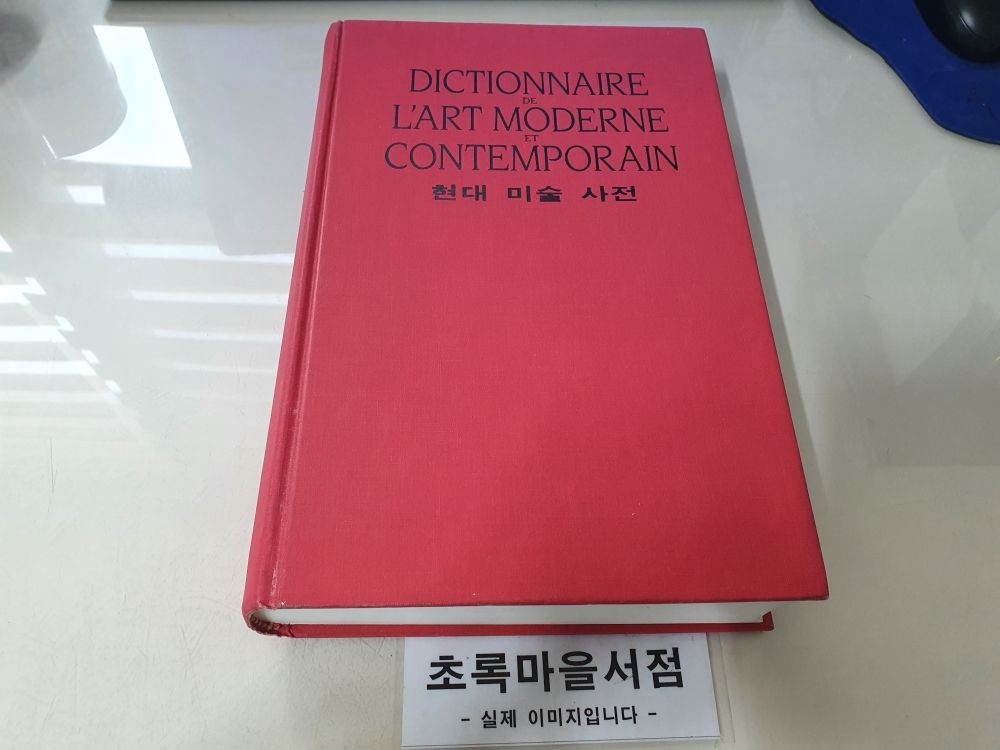 DICTIONNAIRE
DE
L'ART MODERNE
ET
CONTEMPORAIN
현대 미술 사전
초록마을서점
- 실제 이미지입니다 -